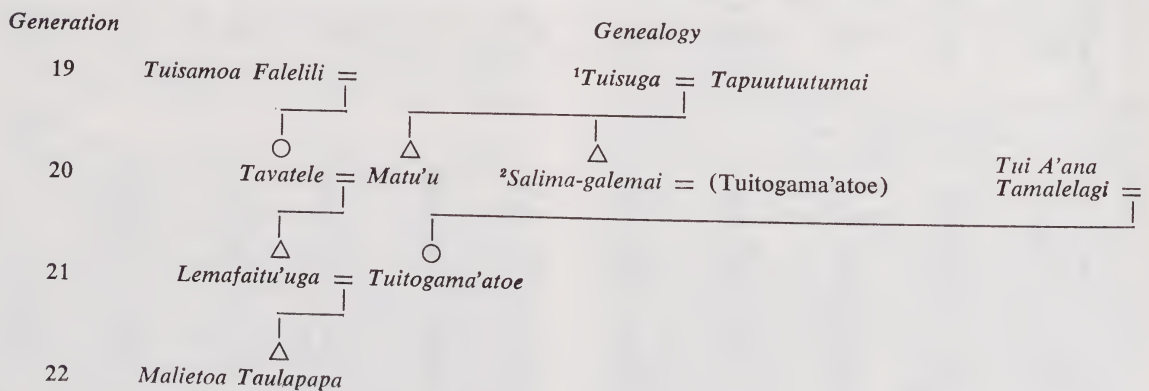 Generation
Genealogy
19 Tuisamoa Falelili = ¹Tuisuga = Tapuutuutumai
20 Tavatele = Matu'u ²Salima-galemai = (Tuitogama'atoe) Tui A'ana
Tamalelagi =
21 Lemafaitu'uga = Tuitogama'atoe
22 Malietoa Taulapapa